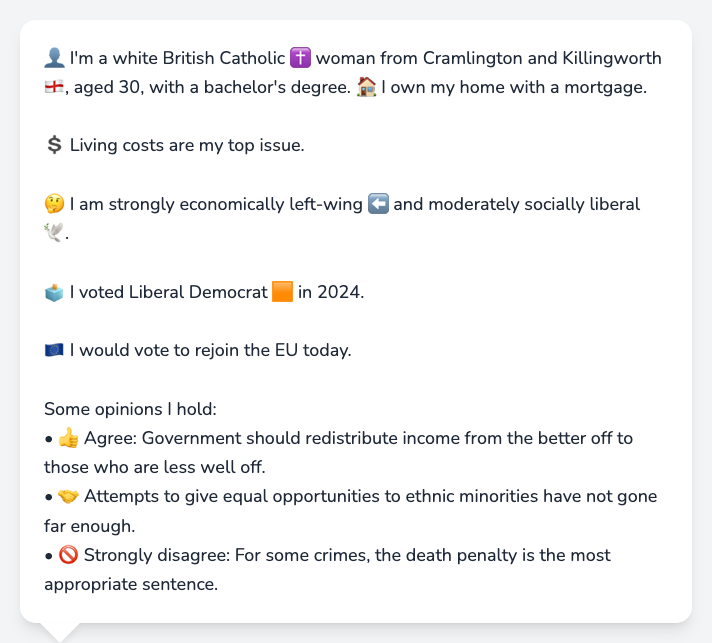 👤 I'm a white British Catholic ✝️ woman from Cramlington and Killingworth
🏴󠁧󠁢󠁥󠁮󠁧󠁿, aged 30, with a bachelor's degree. 🏠 I own my home with a mortgage.
💲 Living costs are my top issue.
🤔 I am strongly economically left-wing ⬅️ and moderately socially liberal
🕊️.
🗳️ I voted Liberal Democrat 🟧 in 2024.
🇪🇺 I would vote to rejoin the EU today.
Some opinions I hold:
• 👍 Agree: Government should redistribute income from the better off to
those who are less well off.
• 🤝 Attempts to give equal opportunities to ethnic minorities have not gone
far enough.
• 🚫 Strongly disagree: For some crimes, the death penalty is the most
appropriate sentence.